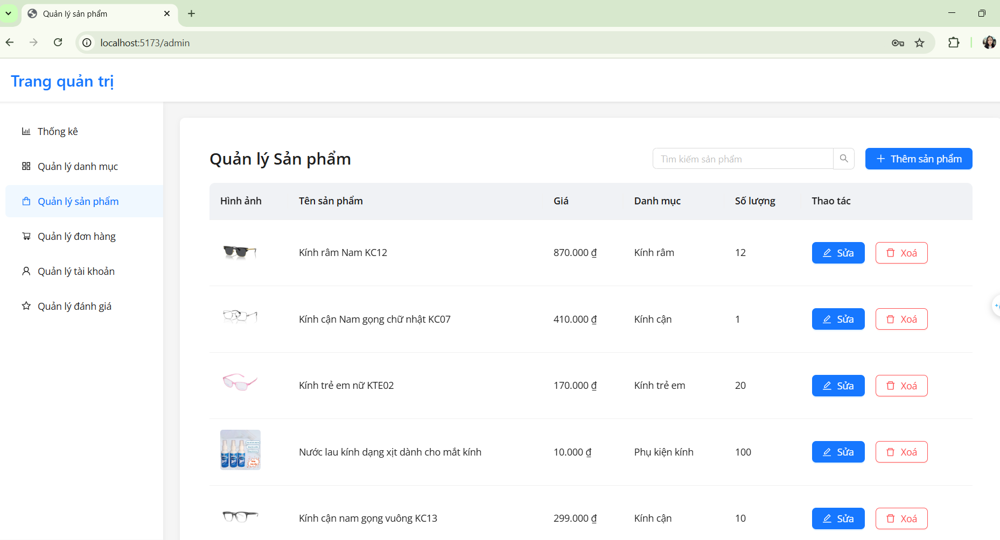 Quản lý sản phẩm
localhost:5173/admin
Trang quản trị
Thống kê
Quản lý danh mục
Quản lý sản phẩm
Quản lý đơn hàng
Quản lý tài khoản
Quản lý đánh giá
Quản lý Sản phẩm
Tìm kiếm sản phẩm
Thêm sản phẩm
Hình ảnh Tên sản phẩm Giá Danh mục Số lượng Thao tác
Kính râm Nam KC12 870.000 ₫ Kính râm 12 Sửa Xoá
Kính cận Nam gọng chữ nhật KC07 410.000 ₫ Kính cận 1 Sửa Xoá
Kính trẻ em nữ KTE02 170.000 ₫ Kính trẻ em 20 Sửa Xoá
Nước lau kính dạng xịt dành cho mắt kính 10.000 ₫ Phụ kiện kính 100 Sửa Xoá
Kính cận nam gọng vuông KC13 299.000 ₫ Kính cận 10 Sửa Xoá